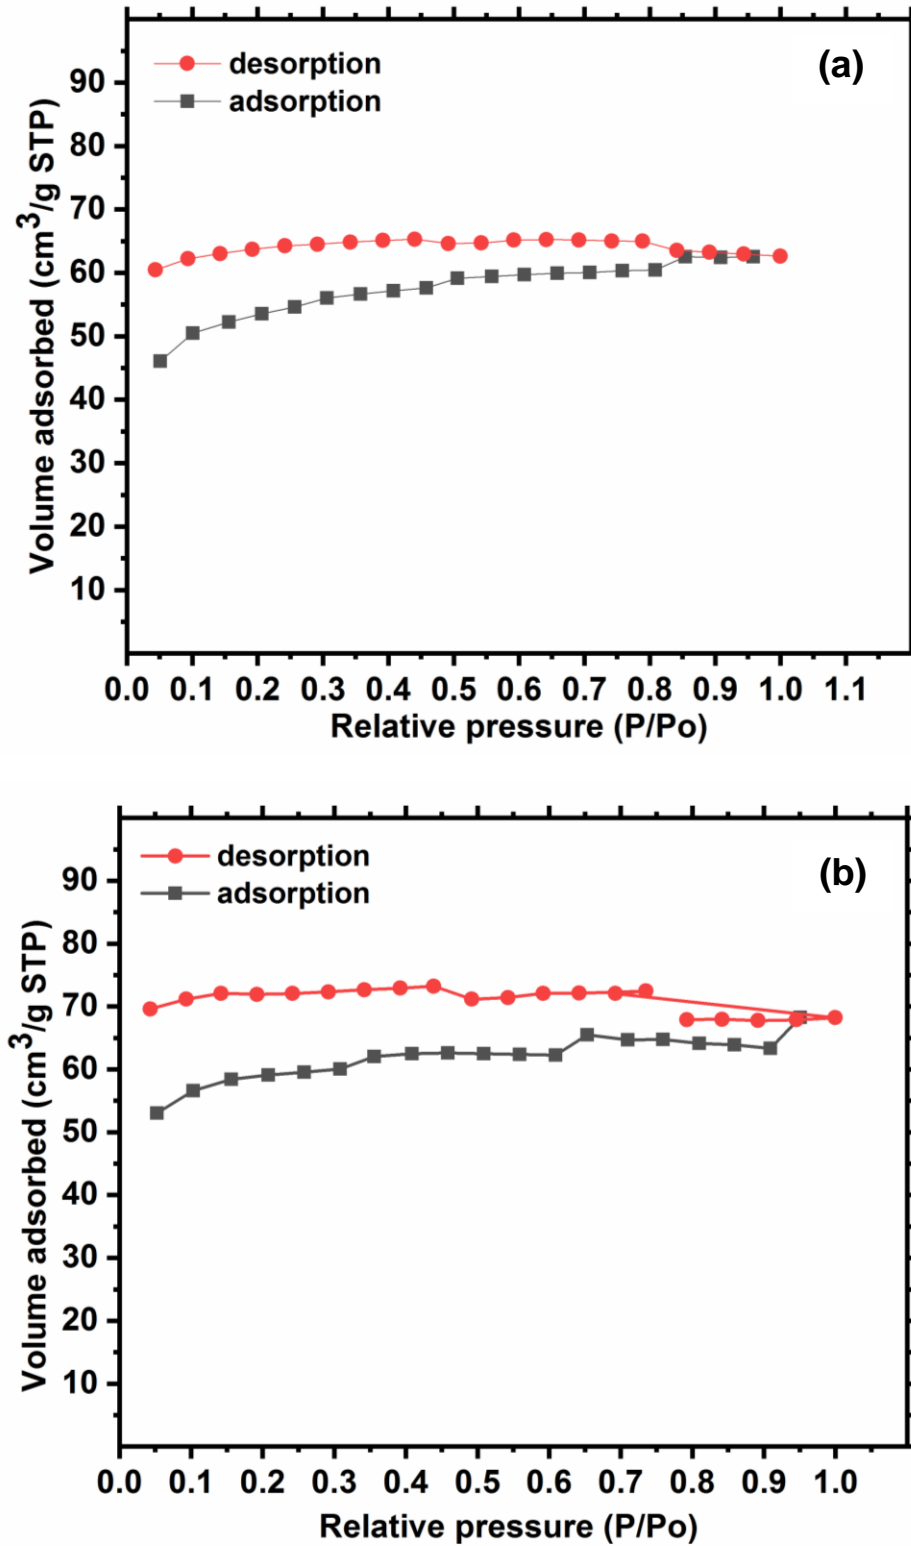 (a)
desorption
adsorption
Volume adsorbed (cm³/g STP)
90
80
70
60
50
40
30
20
10
0.0 0.1 0.2 0.3 0.4 0.5 0.6 0.7 0.8 0.9 1.0 1.1
Relative pressure (P/Po)
(b)
desorption
adsorption
Volume adsorbed (cm³/g STP)
90
80
70
60
50
40
30
20
10
0.0 0.1 0.2 0.3 0.4 0.5 0.6 0.7 0.8 0.9 1.0
Relative pressure (P/Po)